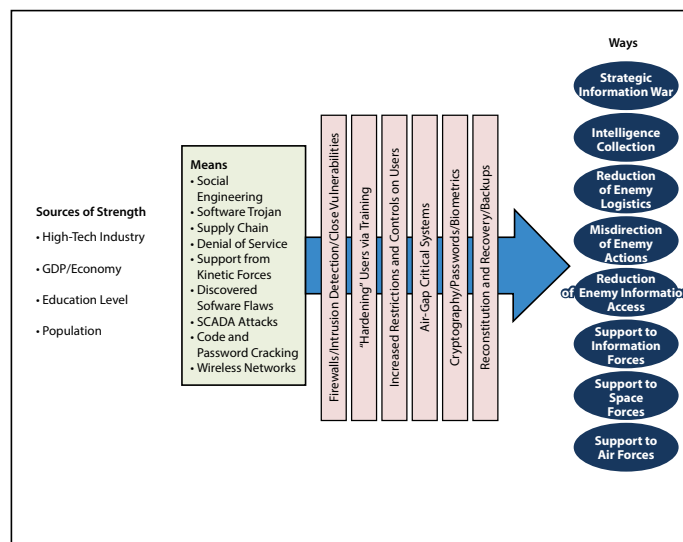 Sources of Strength
• High-Tech Industry
• GDP/Economy
• Education Level
• Population
Means
• Social
Engineering
• Software Trojan
• Supply Chain
• Denial of Service
• Support from
Kinetic Forces
• Discovered
Sofware Flaws
• SCADA Attacks
• Code and
Password Cracking
• Wireless Networks
Firewalls/Intrusion Detection/Close Vulnerabilities
"Hardening" Users via Training
Increased Restrictions and Controls on Users
Air-Gap Critical Systems
Cryptography/Passwords/Biometrics
Reconstitution and Recovery/Backups
Ways
Strategic
Information War
Intelligence
Collection
Reduction
of Enemy
Logistics
Misdirection
of Enemy
Actions
Reduction
of Enemy Information
Access
Support to
Information
Forces
Support to
Space
Forces
Support to
Air Forces